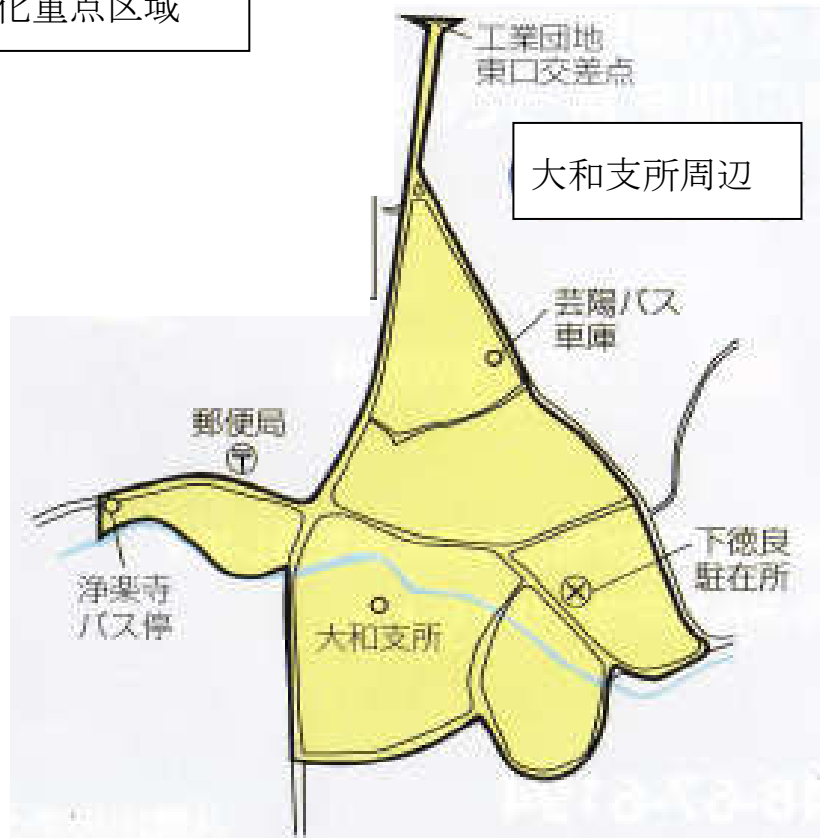 化重点区域
工業団地
東口交差点
大和支所周辺
芸陽バス
車庫
郵便局
下徳良
駐在所
浄楽寺
バス停
大和支所